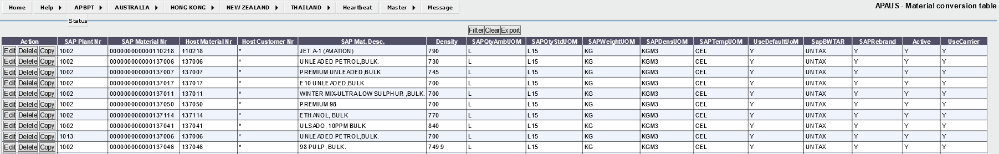 Home Help APBPT AUSTRALIA HONG KONG NEW ZEALAND THAILAND Heartbeat Master Message
APAUS - Material conversion table
Status
Filter Clear Export
Action SAP Plant Nr SAP Material Nr Host Material Nr Host Customer Nr SAP Mat. Desc. Density SAPQtyAmbUOM SAPQtyStdUOM SAPWeightUOM SAPDensUOM SAPTempUOM UseDefaultUoM SapBWTAR SAPRebrand Active UseCarrier
Edit Delete Copy 1002 000000000000110218 110218 * JET A-1 (AVIATION) 790 L L15 KG KGM3 CEL Y UNTAX Y Y Y
Edit Delete Copy 1002 000000000000137006 137006 * UNLEADED PETROL,BULK. 730 L L15 KG KGM3 CEL Y UNTAX Y Y Y
Edit Delete Copy 1002 000000000000137007 137007 * PREMIUM UNLEADED,BULK. 745 L L15 KG KGM3 CEL Y UNTAX Y Y Y
Edit Delete Copy 1002 000000000000137017 137017 * E10 UNLEADED,BULK. 700 L L15 KG KGM3 CEL Y UNTAX Y Y Y
Edit Delete Copy 1002 000000000000137011 137011 * WINTER MIX-ULTRA LOW SULPHUR ,BULK. 700 L L15 KG KGM3 CEL Y UNTAX Y Y Y
Edit Delete Copy 1002 000000000000137050 137050 * PREMIUM 98 700 L L15 KG KGM3 CEL Y UNTAX Y Y Y
Edit Delete Copy 1002 000000000000137114 137114 * ETHANOL, BULK 770 L L15 KG KGM3 CEL Y UNTAX Y Y Y
Edit Delete Copy 1002 000000000000137041 137041 * ULSADO, 10PPM BULK 840 L L15 KG KGM3 CEL Y UNTAX Y Y Y
Edit Delete Copy 1013 000000000000137006 137006 * UNLEADED PETROL,BULK. 700 L L15 KG KGM3 CEL Y UNTAX Y Y Y
Edit Delete Copy 1002 000000000000137046 137046 * 98 PULP, BULK. 749.9 L L15 KG KGM3 CEL Y UNTAX Y Y Y